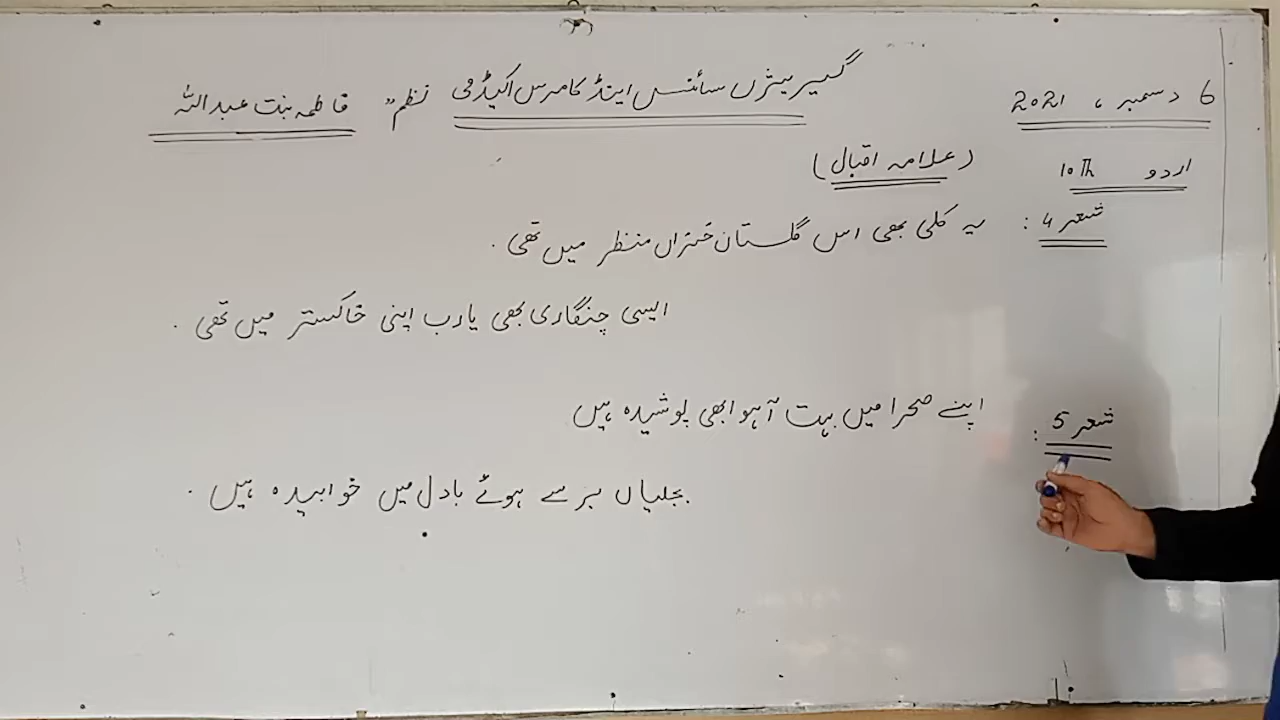 6 دسمبر ، 2021
گیریژن سائنس اینڈ کامرس اکیڈمی نظم " فاطمہ بنت عبداللہ
اردو 10Th
(علامہ اقبال)
شعر 4 : یہ کلی بھی اس گلستان خزاں منظر میں تھی .
ایسی چنگاری بھی یارب اپنی خاکستر میں تھی .
شعر 5 : اپنے صحرا میں بہت آہو ابھی پوشیدہ ہیں
بجلیاں برسے ہوئے بادل میں خوابیدہ ہیں .